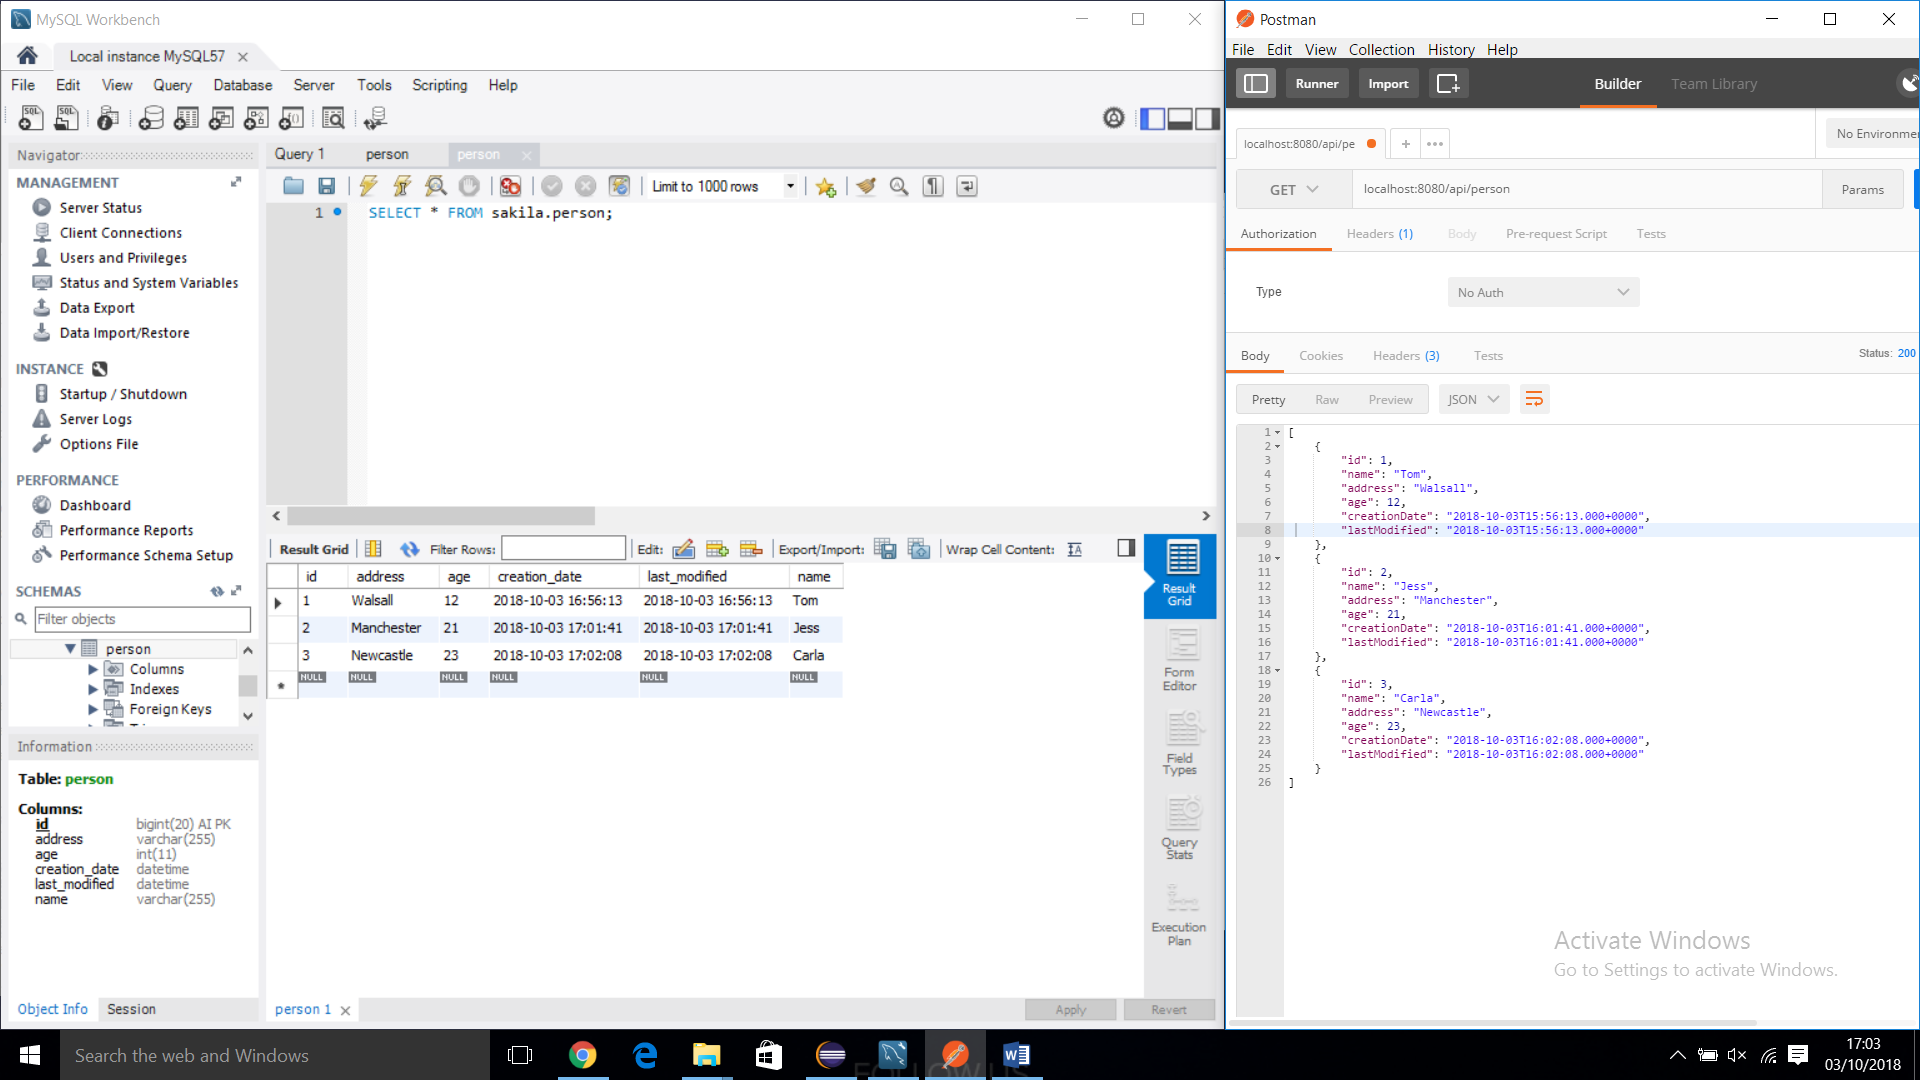 MySQL Workbench
Local instance MySQL57
File Edit View Query Database Server Tools Scripting Help
Navigator
MANAGEMENT
Server Status
Client Connections
Users and Privileges
Status and System Variables
Data Export
Data Import/Restore
INSTANCE
Startup / Shutdown
Server Logs
Options File
PERFORMANCE
Dashboard
Performance Reports
Performance Schema Setup
SCHEMAS
Filter objects
person
Columns
Indexes
Foreign Keys
Information
Table: person
Columns:
id bigint(20) AI PK
address varchar(255)
age int(11)
creation_date datetime
last_modified datetime
name varchar(255)
Object Info Session
Query 1 person person
Limit to 1000 rows
1 SELECT * FROM sakila.person;
Result Grid Filter Rows: Edit: Export/Import: Wrap Cell Content:
id address age creation_date last_modified name
1 Walsall 12 2018-10-03 16:56:13 2018-10-03 16:56:13 Tom
2 Manchester 21 2018-10-03 17:01:41 2018-10-03 17:01:41 Jess
3 Newcastle 23 2018-10-03 17:02:08 2018-10-03 17:02:08 Carla
NULL NULL NULL NULL NULL NULL
Result
Grid
Form
Editor
Field
Types
Query
Stats
Execution
Plan
person 1
Apply Revert
Postman
File Edit View Collection History Help
Runner Import Builder Team Library
localhost:8080/api/pe
No Environme
GET localhost:8080/api/person Params
Authorization Headers (1) Body Pre-request Script Tests
Type No Auth
Body Cookies Headers (3) Tests Status: 200
Pretty Raw Preview JSON
1 [
2 {
3 "id": 1,
4 "name": "Tom",
5 "address": "Walsall",
6 "age": 12,
7 "creationDate": "2018-10-03T15:56:13.000+0000",
8 "lastModified": "2018-10-03T15:56:13.000+0000"
9 },
10 {
11 "id": 2,
12 "name": "Jess",
13 "address": "Manchester",
14 "age": 21,
15 "creationDate": "2018-10-03T16:01:41.000+0000",
16 "lastModified": "2018-10-03T16:01:41.000+0000"
17 },
18 {
19 "id": 3,
20 "name": "Carla",
21 "address": "Newcastle",
22 "age": 23,
23 "creationDate": "2018-10-03T16:02:08.000+0000",
24 "lastModified": "2018-10-03T16:02:08.000+0000"
25 }
26 ]
Activate Windows
Go to Settings to activate Windows.
Search the web and Windows
17:03
03/10/2018